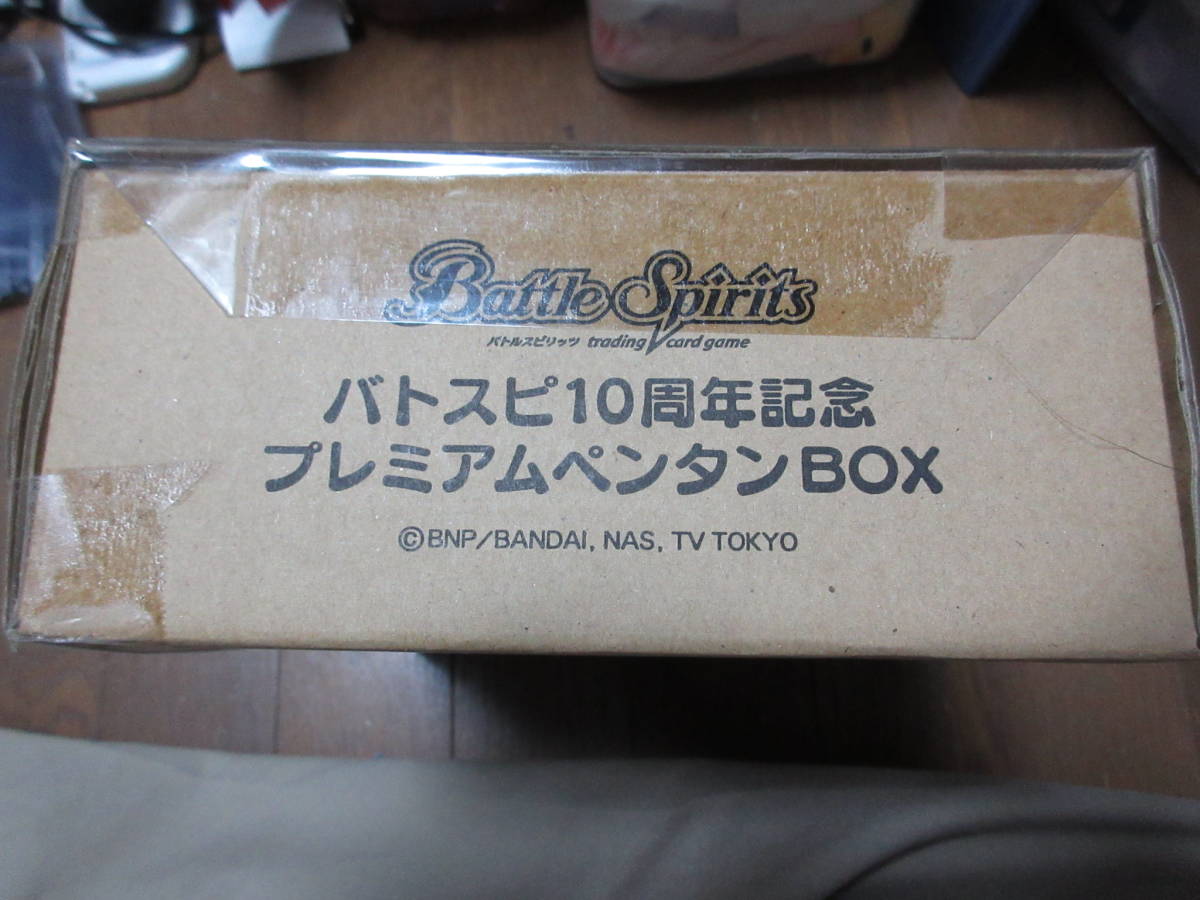 Battle Spirits
バトルスピリッツ trading card game
バトスピ10周年記念
プレミアムペンタンBOX
©BNP/BANDAI, NAS, TV TOKYO